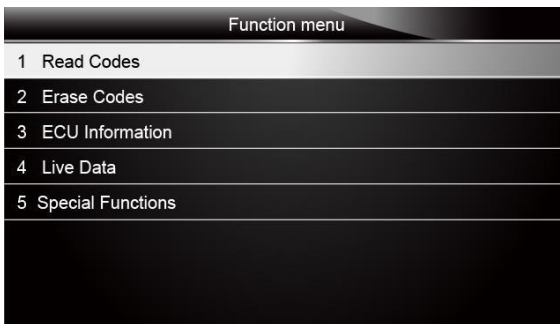 Function menu
1 Read Codes
2 Erase Codes
3 ECU Information
4 Live Data
5 Special Functions